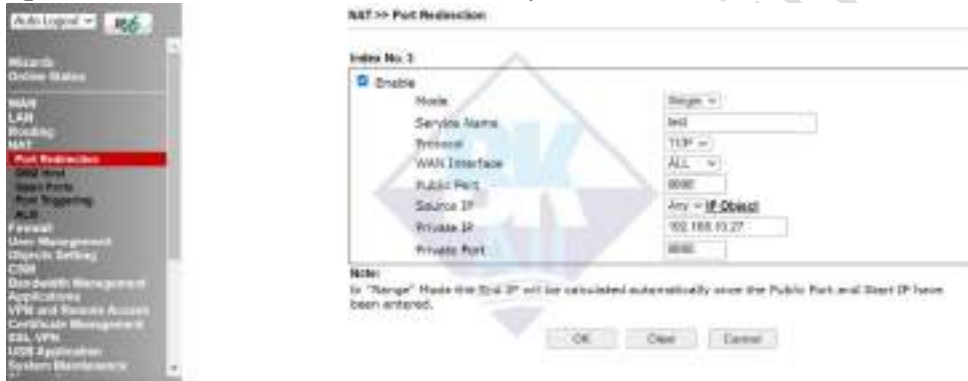 Auto Logout
NAT >> Port Redirection
Wizards
Online Status
WAN
LAN
Routing
NAT
Port Redirection
DMZ Host
Open Ports
Port Triggering
ALG
Firewall
User Management
Objects Setting
CSM
Bandwidth Management
Applications
VPN and Remote Access
Certificate Management
SSL VPN
USB Application
System Maintenance
Index No. 3
Enable
Mode Single
Service Name test
Protocol TCP
WAN Interface ALL
Public Port
Source IP Any IP Object
Private IP 192.168.10.27
Private Port
Note:
In "Range" Mode the End IP will be calculated automatically once the Public Port and Start IP have
been entered.
OK Clear Cancel